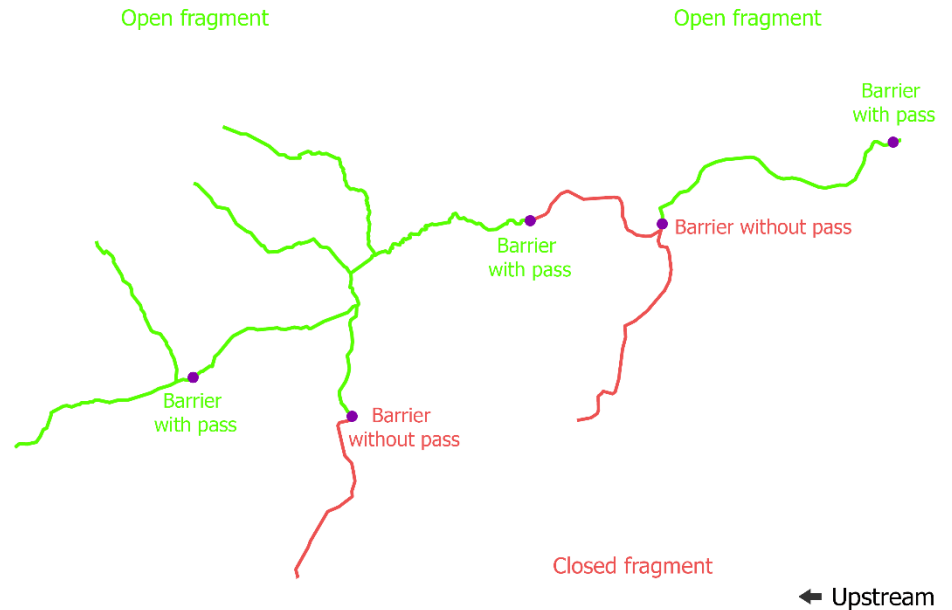 Open fragment
Open fragment
Barrier
with pass
Barrier without pass
Barrier
with pass
Barrier
with pass
Barrier
without pass
Closed fragment
Upstream